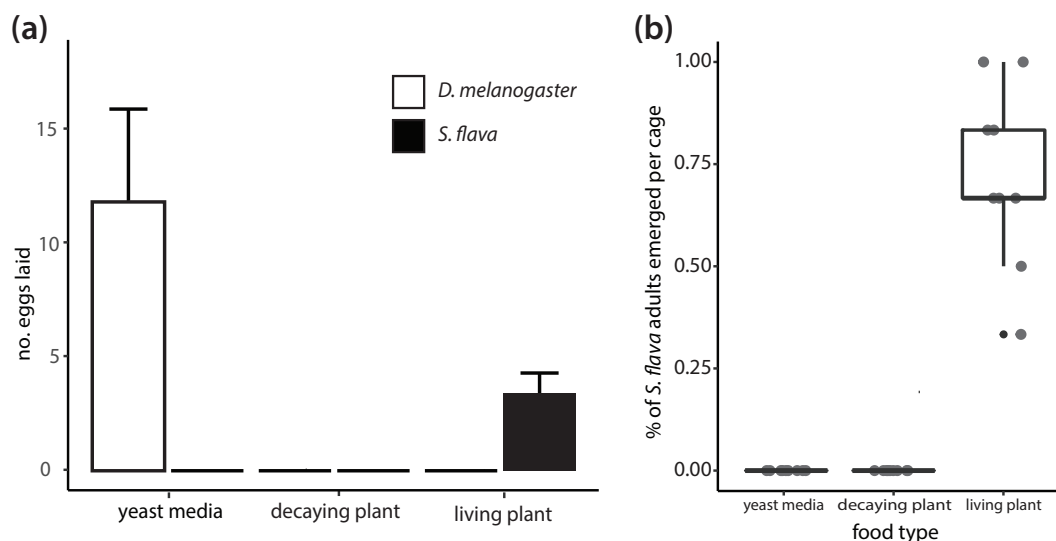 (a)
no. eggs laid
15
10
5
0
D. melanogaster
S. flava
yeast media
decaying plant
living plant
(b)
% of S. flava adults emerged per cage
1.00
0.75
0.50
0.25
0.00
yeast media
decaying plant
living plant
food type